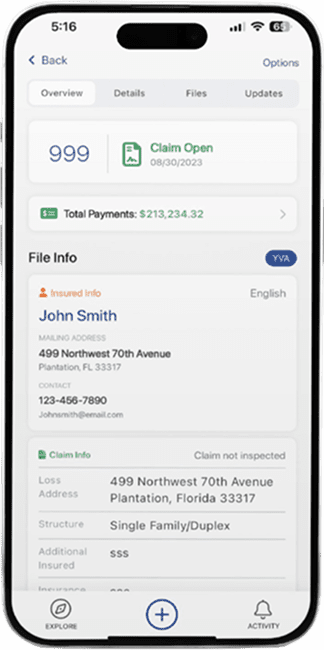 5:16
65
Back
Options
Overview
Details
Files
Updates
999
Claim Open
08/30/2023
Total Payments: $213,234.32
File Info
YVA
Insured Info
English
John Smith
MAILING ADDRESS
499 Northwest 70th Avenue
Plantation, FL 33317
CONTACT
123-456-7890
Johnsmith@email.com
Claim Info
Claim not inspected
Loss
Address
499 Northwest 70th Avenue
Plantation, Florida 33317
Structure
Single Family/Duplex
Additional
Insured
sss
EXPLORE
ACTIVITY